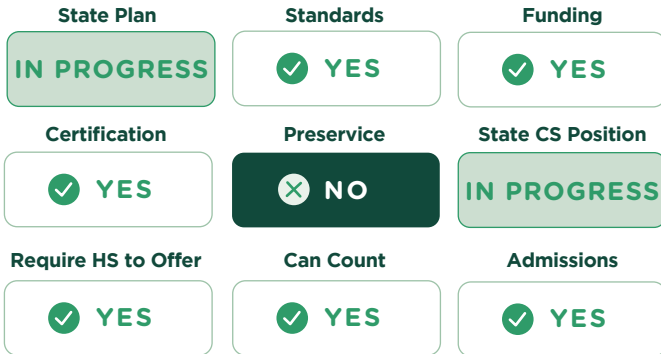 State Plan
Standards
Funding
IN PROGRESS
YES
YES
Certification
Preservice
State CS Position
YES
NO
IN PROGRESS
Require HS to Offer
Can Count
Admissions
YES
YES
YES